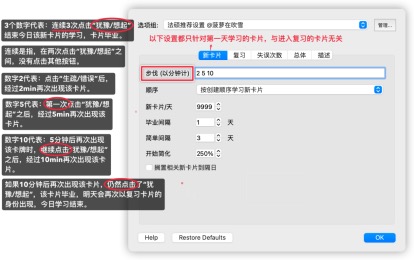 3个数字代表：连续3次点击"犹豫/想起"
结束今日该新卡片的学习，卡片毕业。
连续是指，在两次点击"犹豫/想起"之
间，没有点击其他按钮。
数字2代表：点击"生疏/错误"后，
经过2min再次出现该卡片。
数字5代表：第一次点击"犹豫/想
起"之后，经过5min再次出现该卡
片。
数字10代表：5分钟后再次出现
该卡牌时，继续点击"犹豫/想起"
之后，经过10min再次出现该卡
片。
如果10分钟后再次出现该卡片，仍然点击了"犹
豫/想起"，该卡片毕业，明天会再次以复习卡片的
身份出现，今日学习结束。
选项组： 法硕推荐设置 @菠萝在吹雪 管理...
以下设置都只针对第一天学习的卡片，与进入复习的卡片无关
新卡片 复习 失误次数 总体 描述
步伐 (以分钟计) 2 5 10
顺序 按创建顺序学习新卡片
新卡片/天 9999
毕业间隔 1 天
简单间隔 3 天
开始简化 250%
搁置相关新卡片到隔日
Help Restore Defaults OK